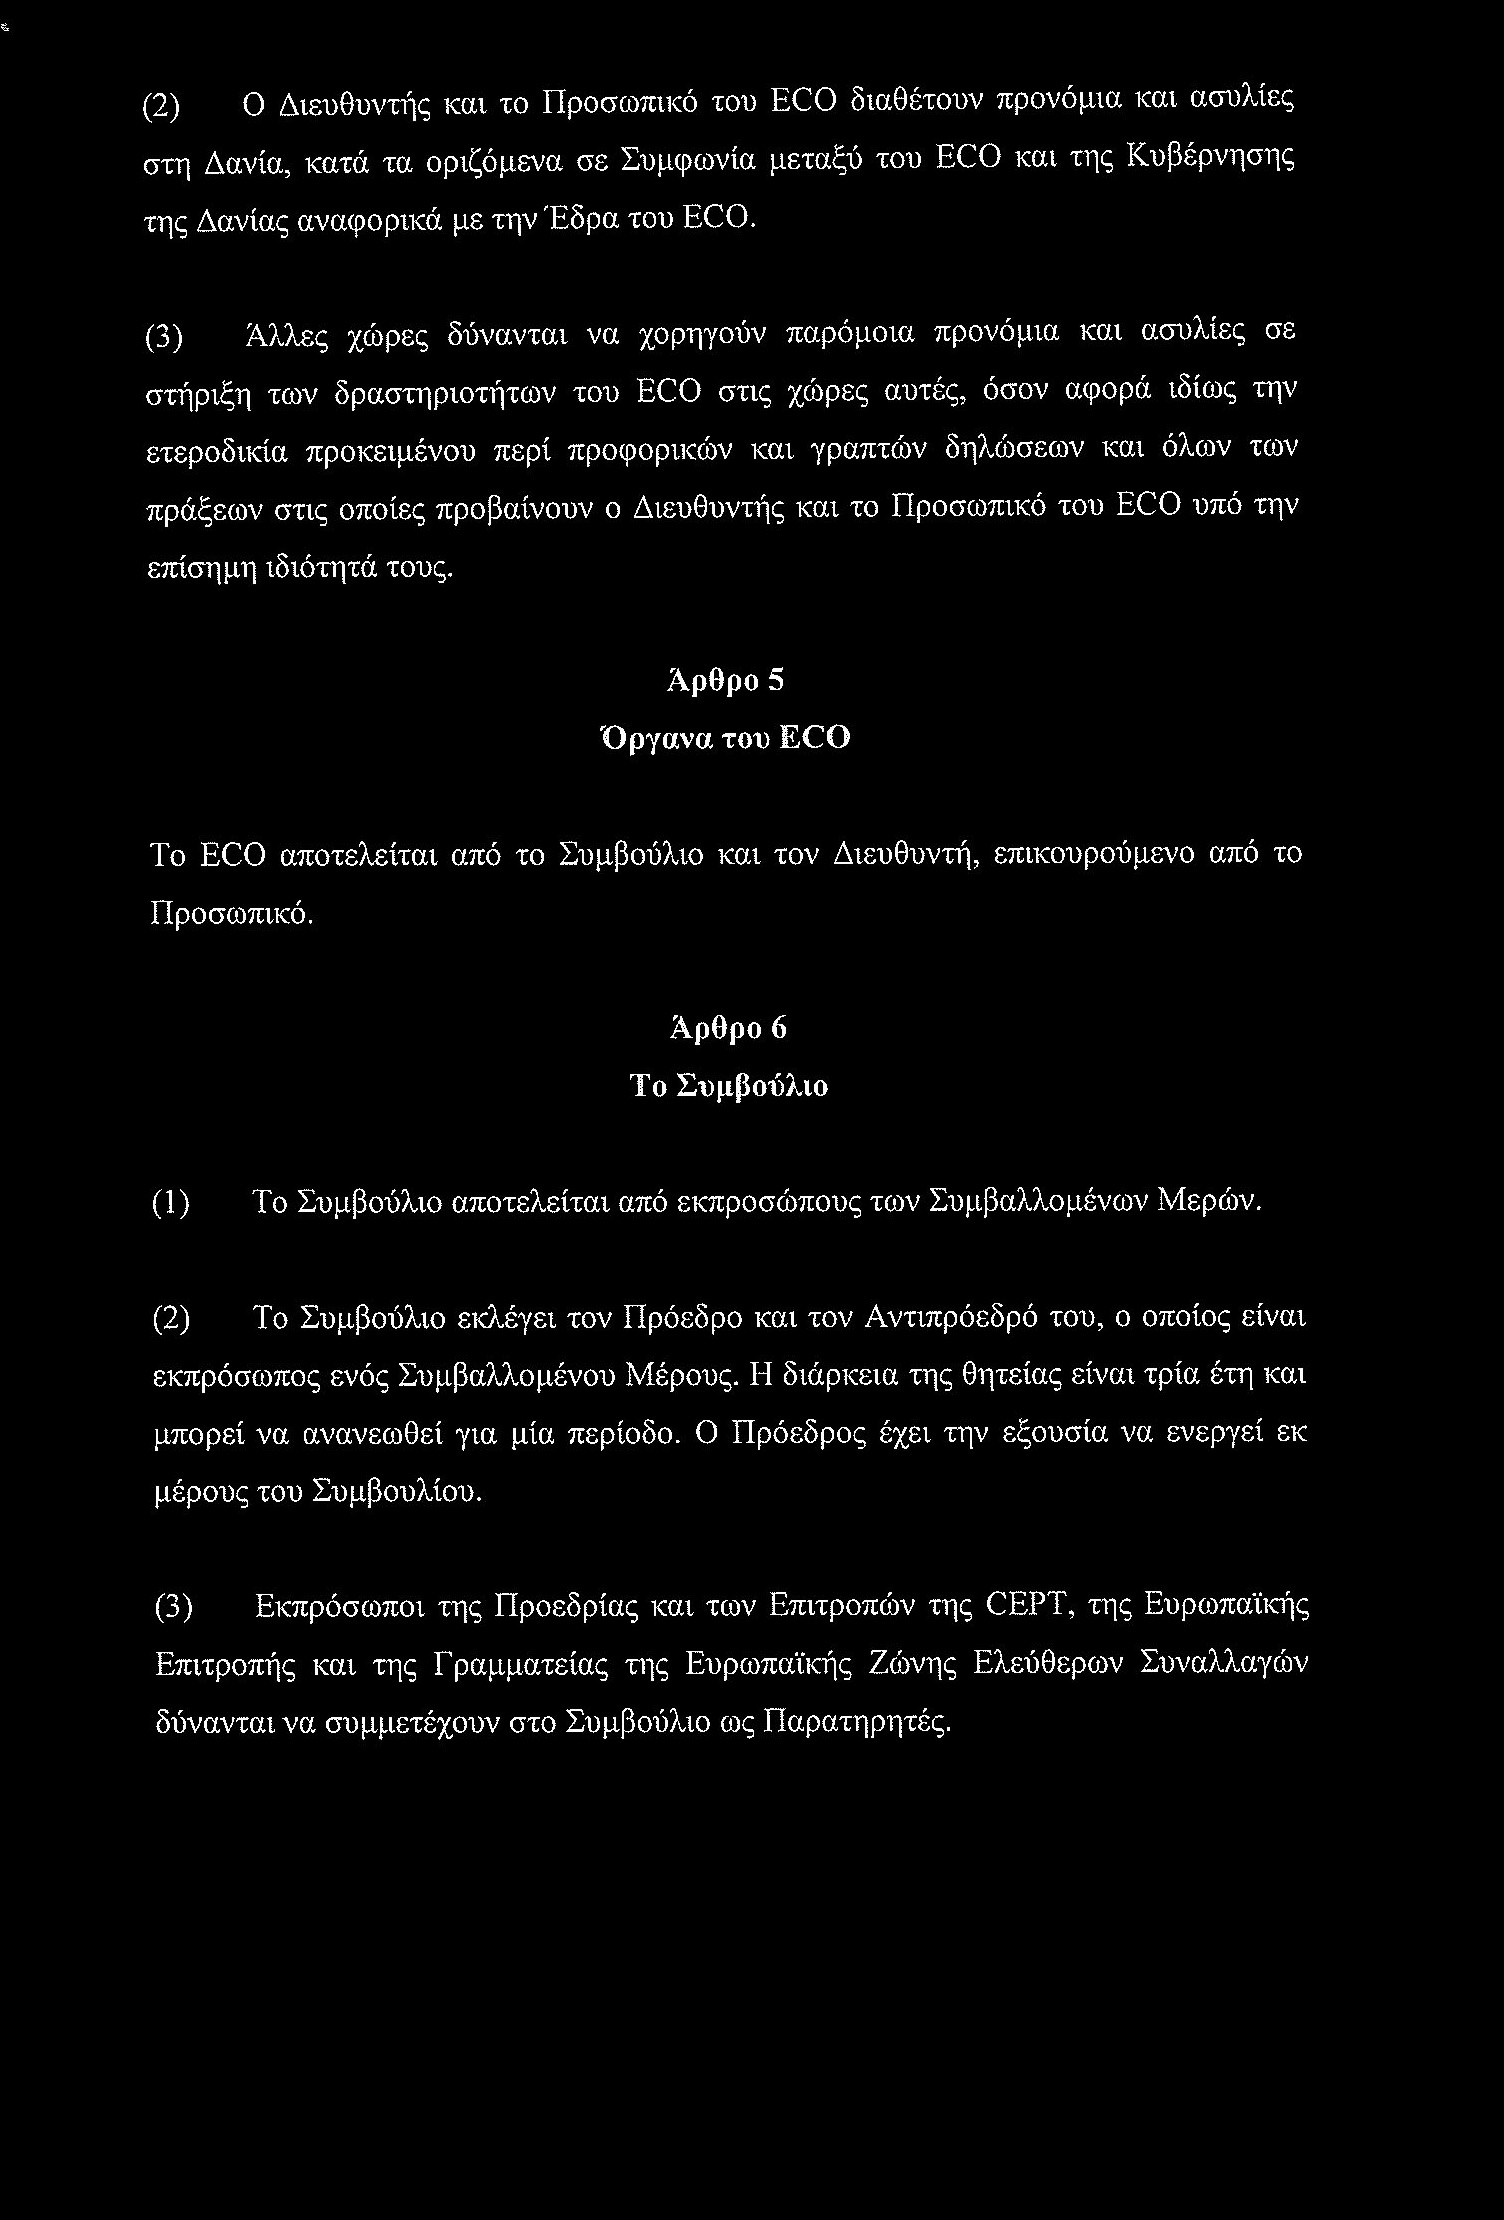 (2) Ο Διευθυντής και το Προσωπικό του ECO διαθέτουν προνόμια και ασυλίες
στη Δανία, κατά τα οριζόμενα σε Συμφωνία μεταξύ του ECO και της Κυβέρνησης
της Δανίας αναφορικά με την Έδρα του ECO.
(3) Άλλες χώρες δύνανται να χορηγούν παρόμοια προνόμια και ασυλίες σε
στήριξη των δραστηριοτήτων του ECO στις χώρες αυτές, όσον αφορά ιδίως την
ετεροδικία προκειμένου περί προφορικών και γραπτών δηλώσεων και όλων των
πράξεων στις οποίες προβαίνουν ο Διευθυντής και το Προσωπικό του ECO υπό την
επίσημη ιδιότητά τους.
Άρθρο 5
Όργανα του ECO
Το ECO αποτελείται από το Συμβούλιο και τον Διευθυντή, επικουρούμενο από το
Προσωπικό.
Άρθρο 6
Το Συμβούλιο
(1) Το Συμβούλιο αποτελείται από εκπροσώπους των Συμβαλλομένων Μερών.
(2) Το Συμβούλιο εκλέγει τον Πρόεδρο και τον Αντιπρόεδρό του, ο οποίος είναι
εκπρόσωπος ενός Συμβαλλομένου Μέρους. Η διάρκεια της θητείας είναι τρία έτη και
μπορεί να ανανεωθεί για μία περίοδο. Ο Πρόεδρος έχει την εξουσία να ενεργεί εκ
μέρους του Συμβουλίου.
(3) Εκπρόσωποι της Προεδρίας και των Επιτροπών της CEPT, της Ευρωπαϊκής
Επιτροπής και της Γραμματείας της Ευρωπαϊκής Ζώνης Ελεύθερων Συναλλαγών
δύνανται να συμμετέχουν στο Συμβούλιο ως Παρατηρητές.